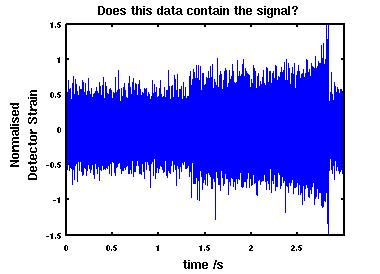 Does this data contain the signal?
1.5
1
0.5
0
-0.5
-1
-1.5
Normalised
Detector Strain
0 0.5 1 1.5 2 2.5
time /s